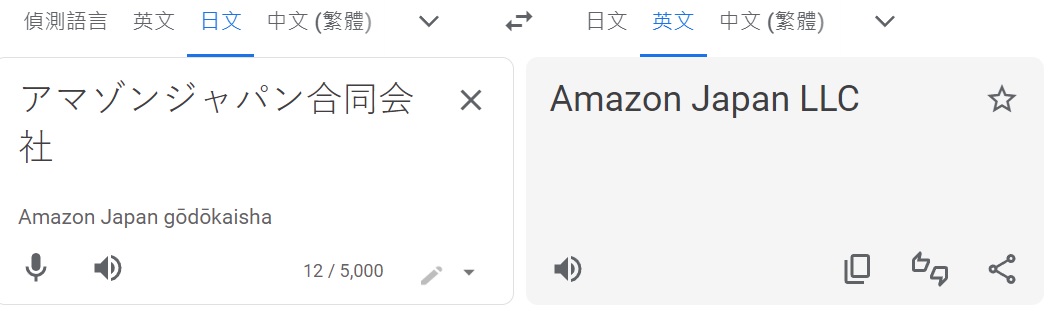 偵測語言 英文 日文 中文 (繁體) 日文 英文 中文 (繁體)
アマゾンジャパン合同会
社
Amazon Japan gōdōkaisha
12 / 5,000
Amazon Japan LLC